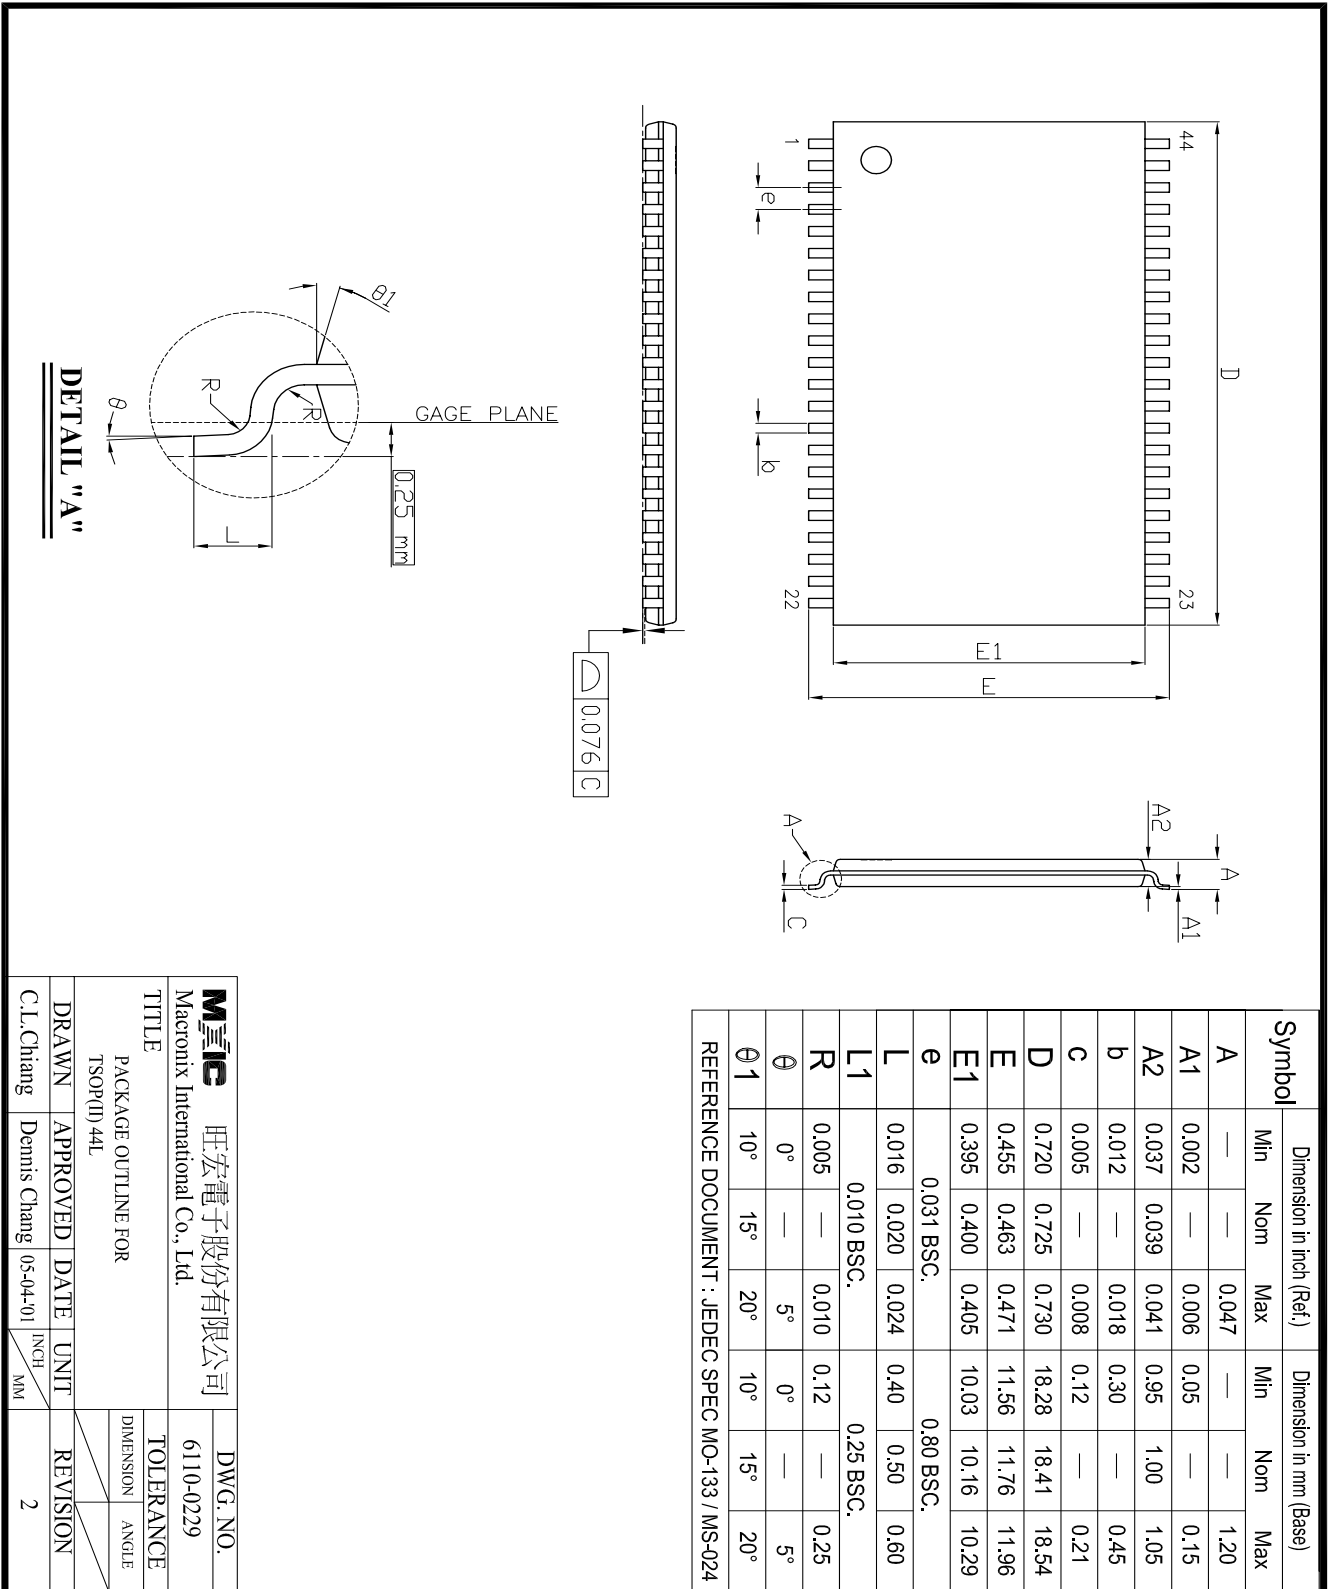 44
23
1
22
D
E1
E
e
b
A2
A
A1
A
C
⌓ 0.076 C
θ1
R
R
θ
L
GAGE PLANE
0.25 mm
DETAIL "A"
Symbol Dimension in inch (Ref.) Dimension in mm (Base)
Min Nom Max Min Nom Max
A — — 0.047 — — 1.20
A1 0.002 — 0.006 0.05 — 0.15
A2 0.037 0.039 0.041 0.95 1.00 1.05
b 0.012 — 0.018 0.30 — 0.45
c 0.005 — 0.008 0.12 — 0.21
D 0.720 0.725 0.730 18.28 18.41 18.54
E 0.455 0.463 0.471 11.56 11.76 11.96
E1 0.395 0.400 0.405 10.03 10.16 10.29
e 0.031 BSC. 0.80 BSC.
L 0.016 0.020 0.024 0.40 0.50 0.60
L1 0.010 BSC. 0.25 BSC.
R 0.005 — 0.010 0.12 — 0.25
θ 0° — 5° 0° — 5°
θ1 10° 15° 20° 10° 15° 20°
REFERENCE DOCUMENT : JEDEC SPEC MO-133 / MS-024
MXIC 旺宏電子股份有限公司
Macronix International Co., Ltd.
DWG. NO.
6110-0229
TITLE
PACKAGE OUTLINE FOR
TSOP(II) 44L
TOLERANCE
DIMENSION ANGLE
DRAWN APPROVED DATE UNIT REVISION
C.L.Chiang Dennis Chang 05-04-'01 INCH MM 2